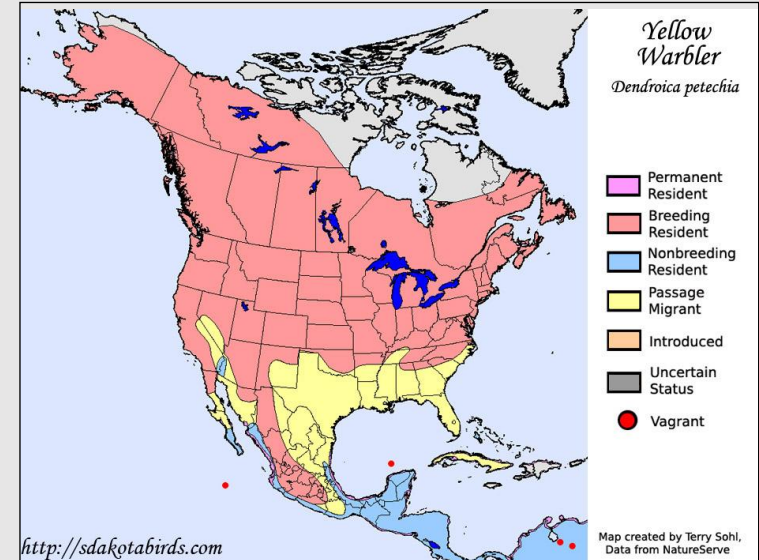 Yellow
Warbler
Dendroica petechia
Permanent
Resident
Breeding
Resident
Nonbreeding
Resident
Passage
Migrant
Introduced
Uncertain
Status
Vagrant
http://sdakotabirds.com
Map created by Terry Sohl,
Data from NatureServe